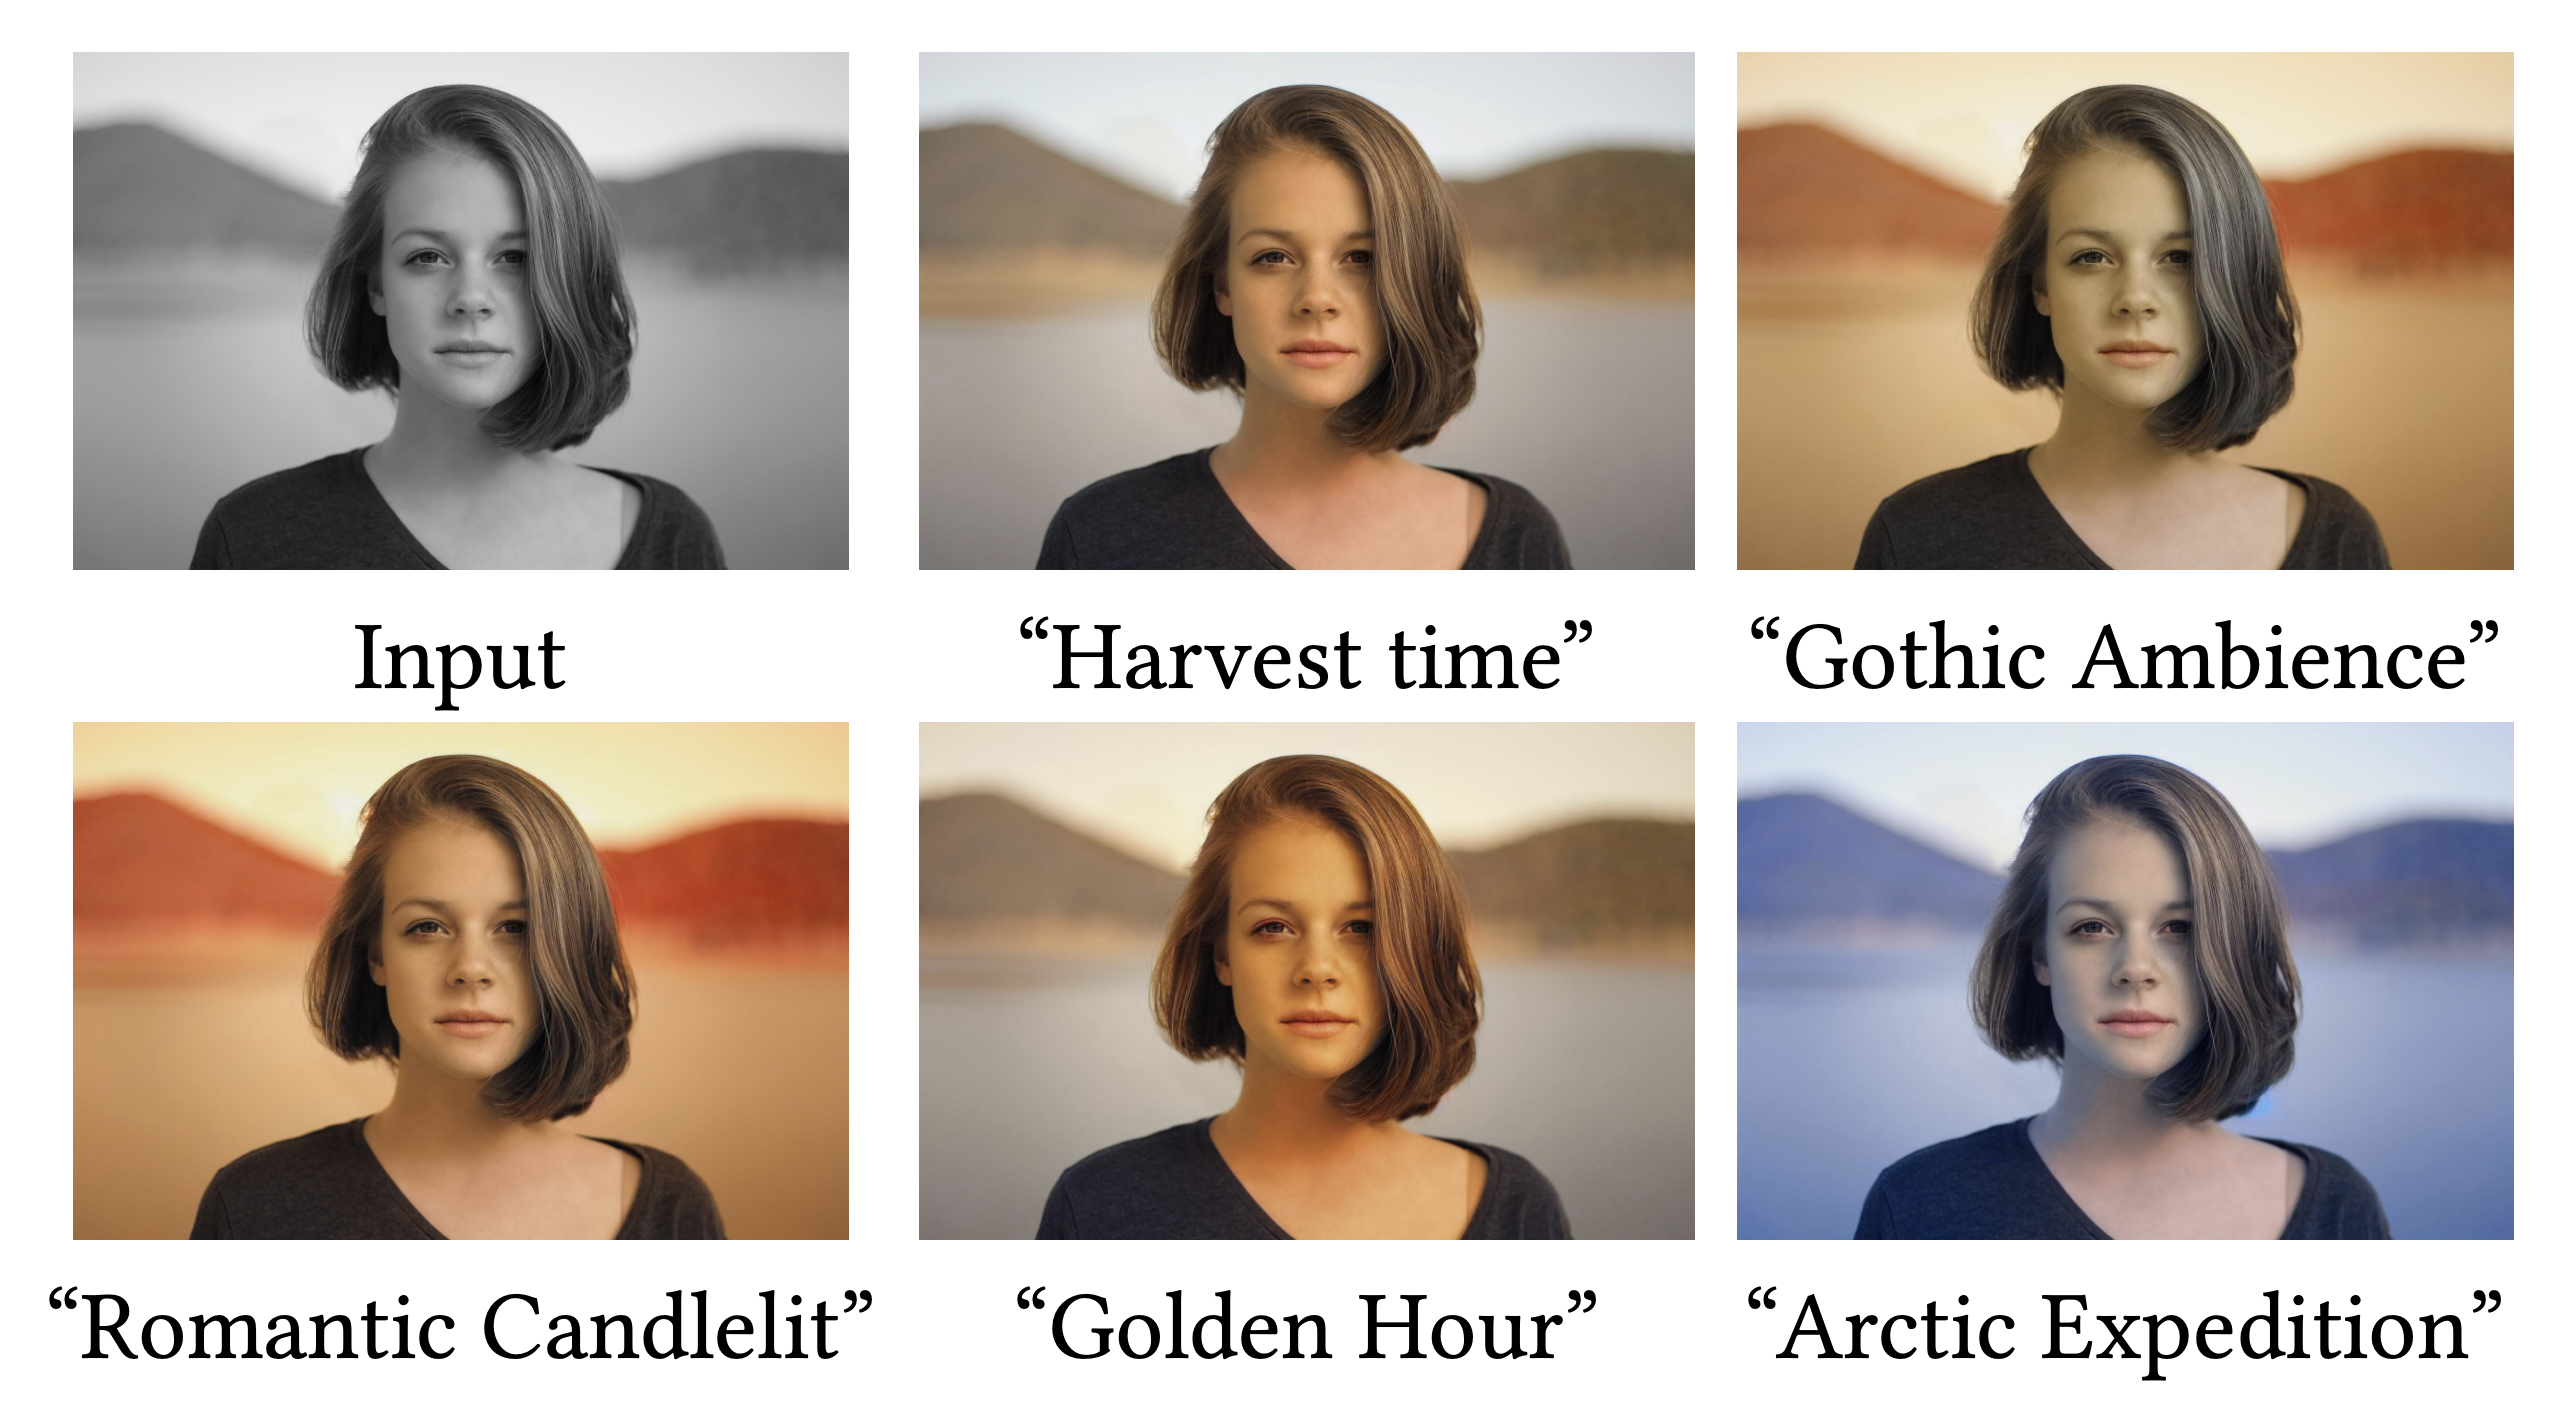 Input
“Harvest time”
“Gothic Ambience”
“Romantic Candlelit”
“Golden Hour”
“Arctic Expedition”